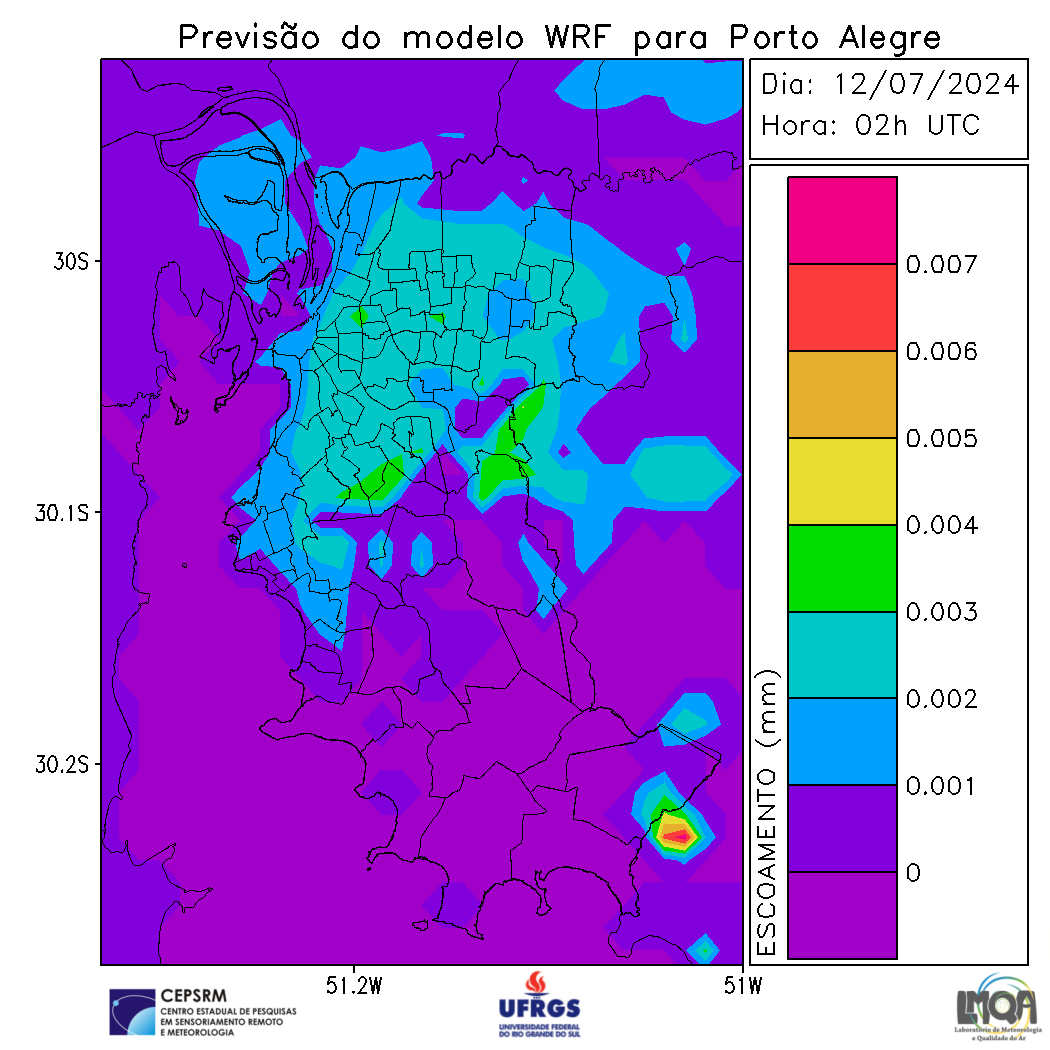 Previsão do modelo WRF para Porto Alegre
Dia: 12/07/2024
Hora: 02h UTC
30S
30.1S
30.2S
51.2W
51W
0.007
0.006
0.005
0.004
0.003
0.002
0.001
0
ESCOAMENTO (mm)
CEPSRM
CENTRO ESTADUAL DE PESQUISAS
EM SENSORIAMENTO REMOTO
E METEOROLOGIA
UFRGS
UNIVERSIDADE FEDERAL
DO RIO GRANDE DO SUL
LMQA
Laboratório de Meteorologia
e Qualidade do Ar